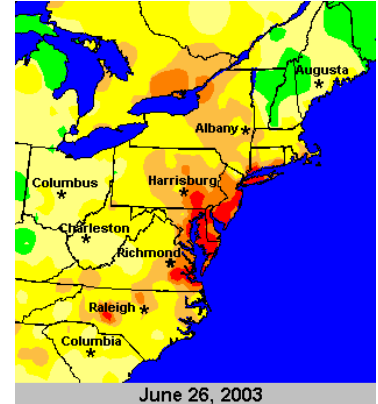 Augusta
Albany
Harrisburg
Columbus
Charleston
Richmond
Raleigh
Columbia
June 26, 2003